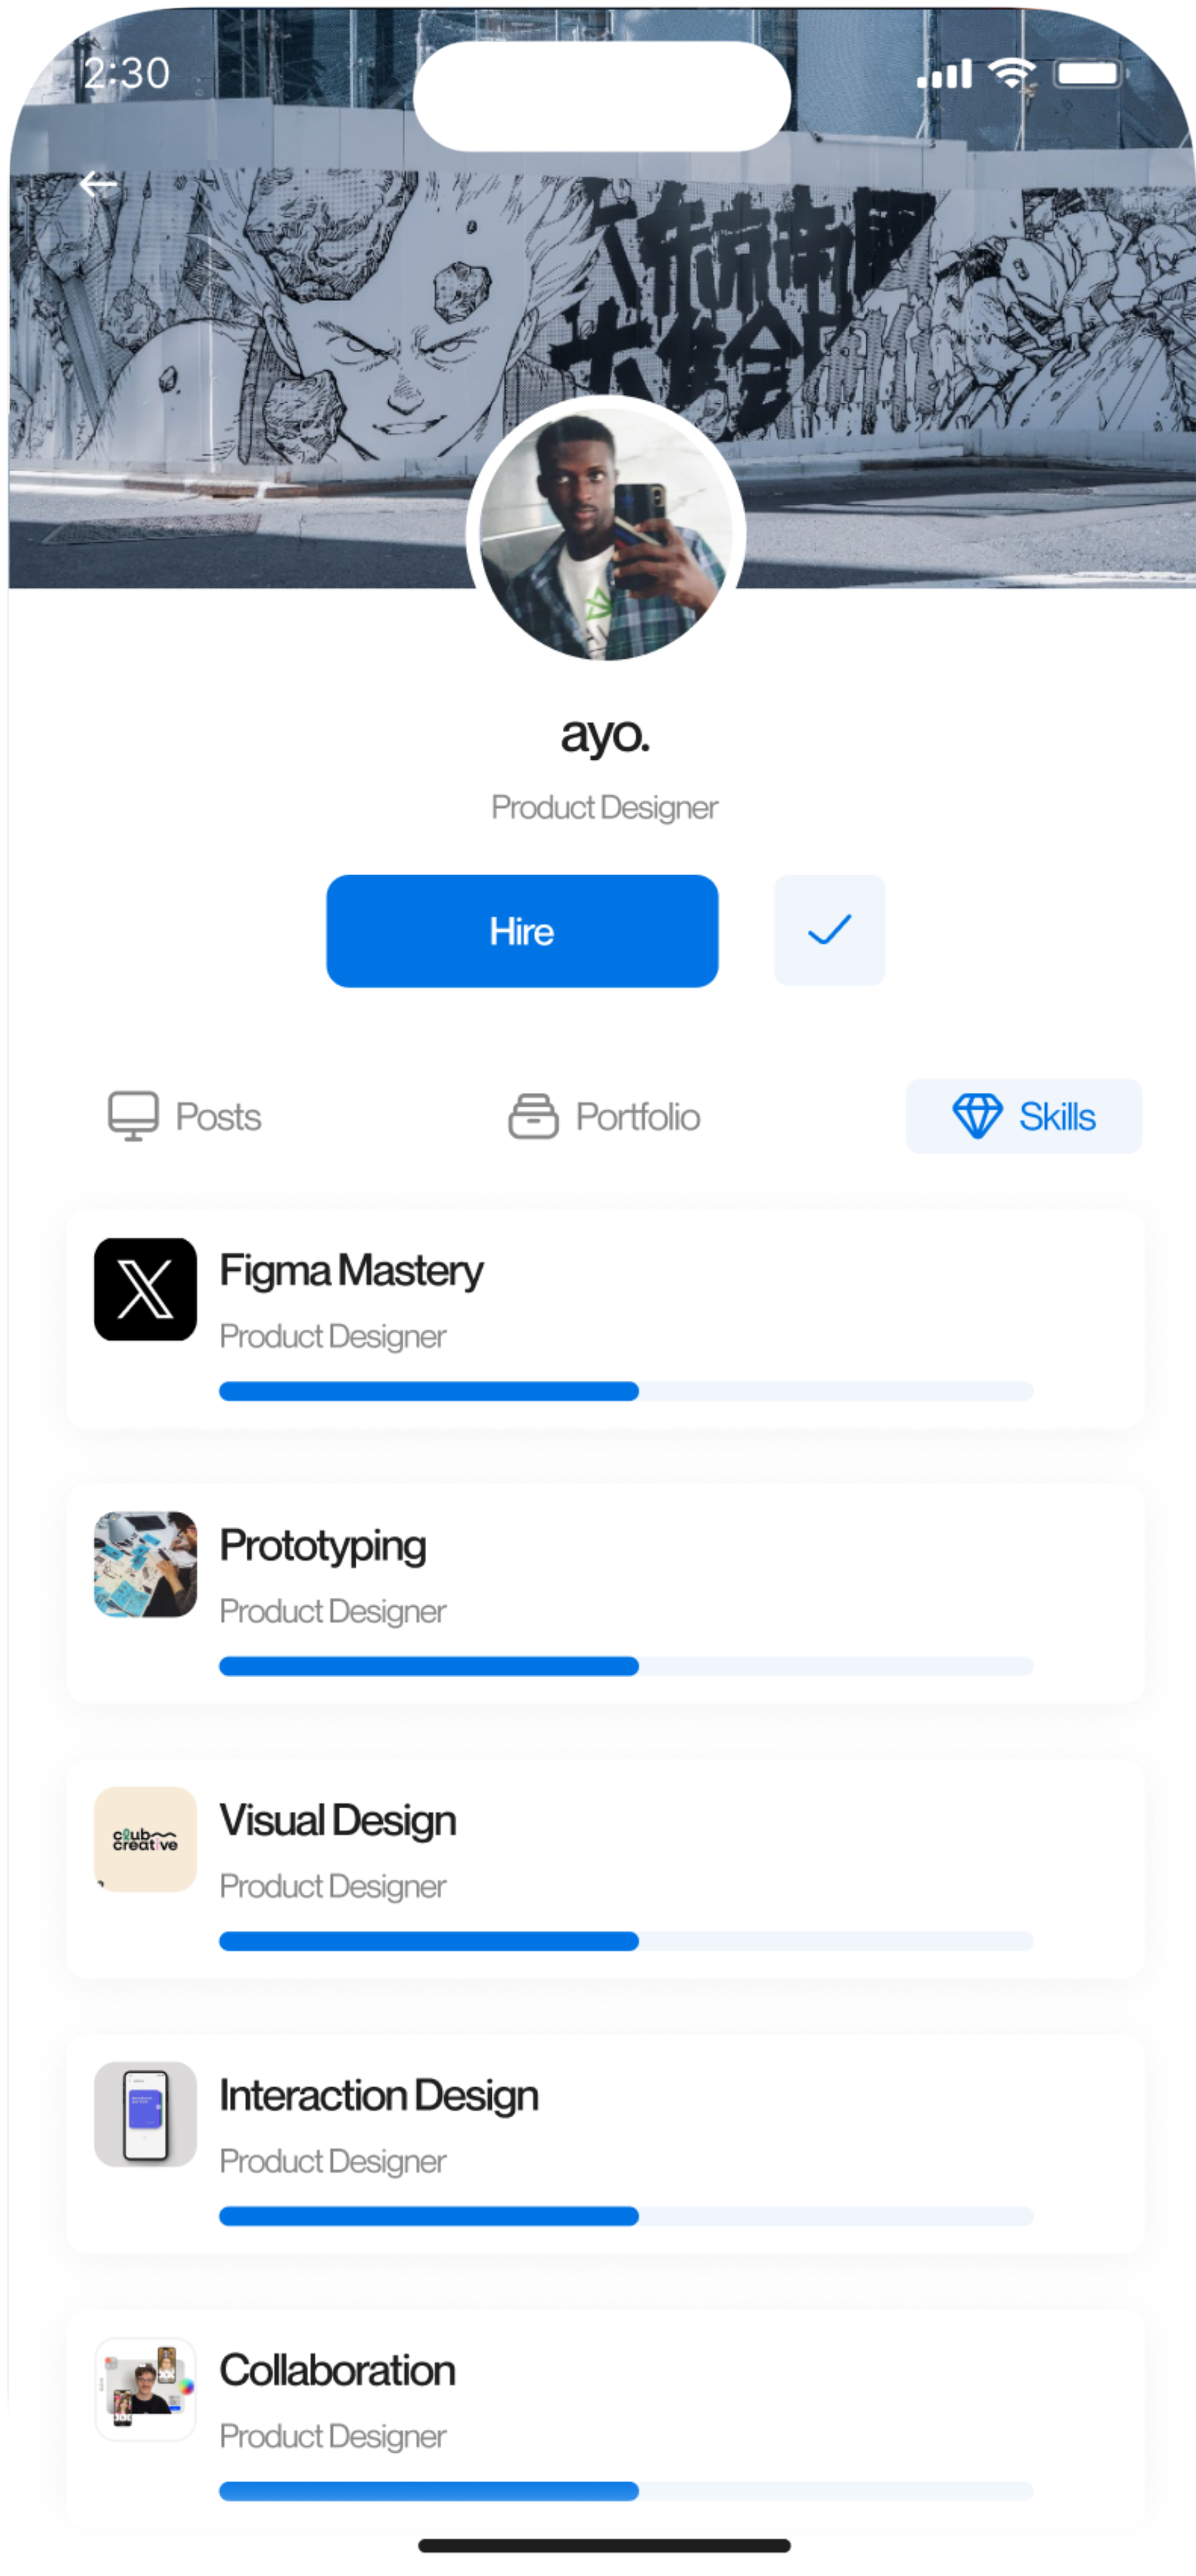 2:30
ayo.
Product Designer
Hire
Posts
Portfolio
Skills
Figma Mastery
Product Designer
Prototyping
Product Designer
Visual Design
Product Designer
club
creative
Interaction Design
Product Designer
Collaboration
Product Designer